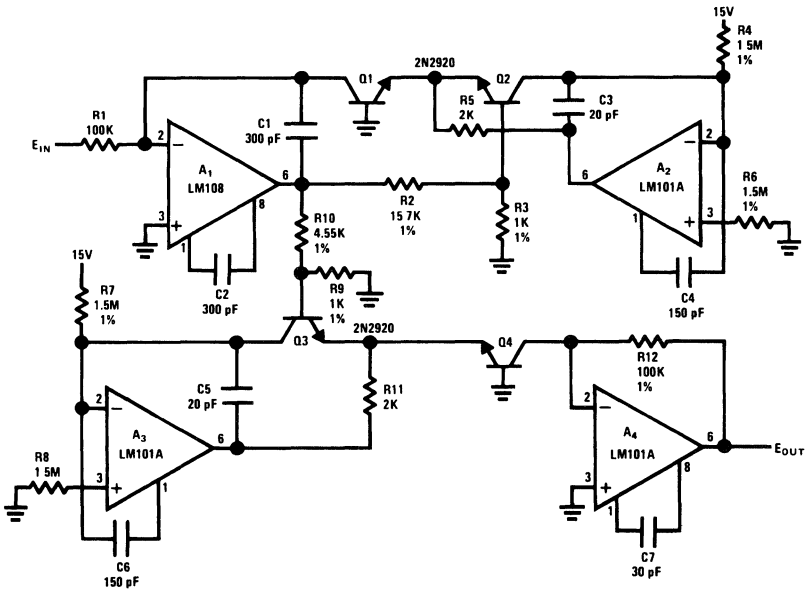 15V
R4
1 5M
1%
2N2920
Q1
Q2
R5
2K
C3
20 pF
R1
100K
EIN
C1
300 pF
2
3
A1
LM108
6
8
1
C2
300 pF
R2
15 7K
1%
R3
1K
1%
6
A2
LM101A
2
3
1
R6
1.5M
1%
C4
150 pF
R10
4.55K
1%
R9
1K
1%
15V
R7
1.5M
1%
Q3
2N2920
Q4
C5
20 pF
R11
2K
R12
100K
1%
2
3
A3
LM101A
6
1
R8
1 5M
C6
150 pF
2
3
A4
LM101A
6
8
1
EOUT
C7
30 pF